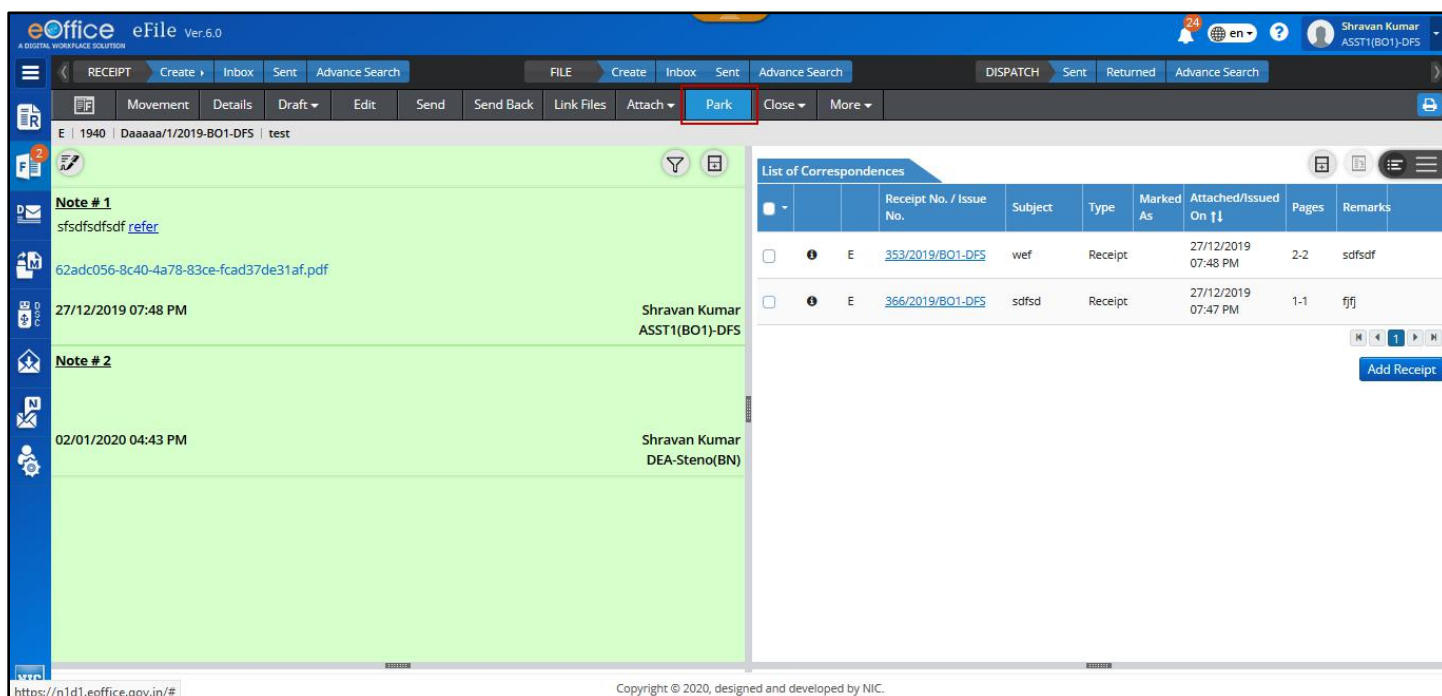 eOffice eFile Ver.6.0
A DIGITAL WORKPLACE SOLUTION
24 en ? Shravan Kumar
ASST1(BO1)-DFS
RECEIPT Create Inbox Sent Advance Search FILE Create Inbox Sent Advance Search DISPATCH Sent Returned Advance Search
Movement Details Draft Edit Send Send Back Link Files Attach Park Close More
E | 1940 | Daaaaa/1/2019-BO1-DFS | test
2
Note # 1
sfsdfsdfsdf refer
62adc056-8c40-4a78-83ce-fcad37de31af.pdf
27/12/2019 07:48 PM Shravan Kumar
ASST1(BO1)-DFS
Note # 2
02/01/2020 04:43 PM Shravan Kumar
DEA-Steno(BN)
List of Correspondences
Receipt No. / Issue No. Subject Type Marked As Attached/Issued On Pages Remarks
E 353/2019/BO1-DFS wef Receipt 27/12/2019 07:48 PM 2-2 sdfsdf
E 366/2019/BO1-DFS sdfsd Receipt 27/12/2019 07:47 PM 1-1 fjfj
1
Add Receipt
DSC
NIC
https://n1d1.eoffice.gov.in/#
Copyright © 2020, designed and developed by NIC.